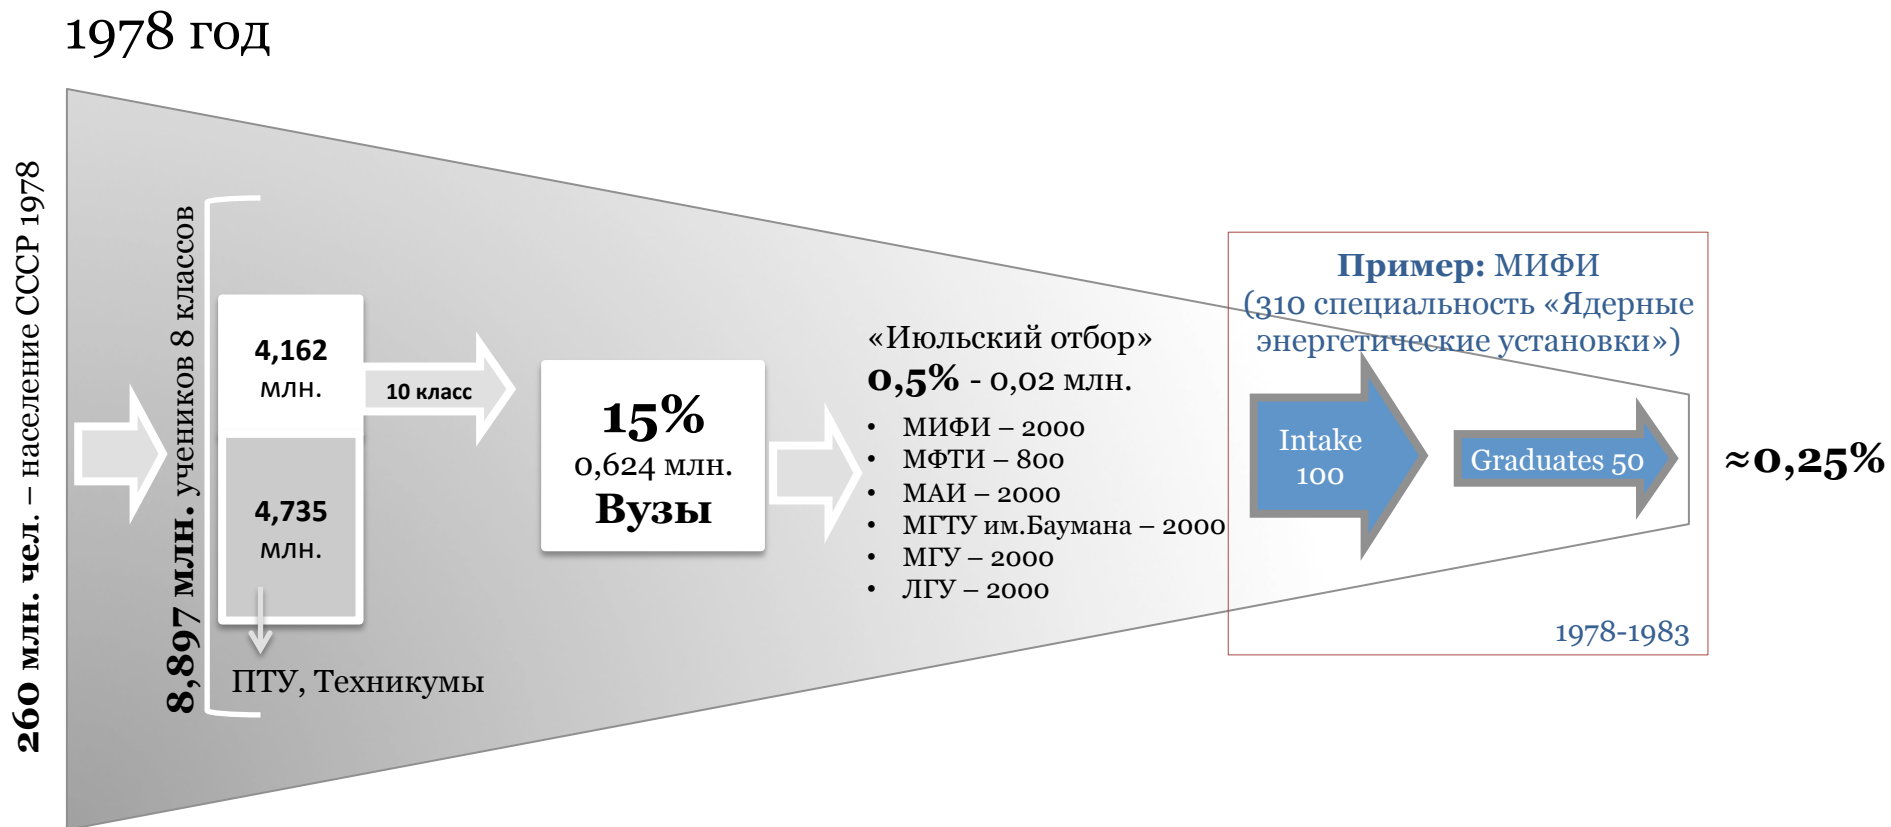 1978 год
260 млн. чел. – население СССР 1978
8,897 млн. учеников 8 классов
4,162
млн.
4,735
млн.
ПТУ, Техникумы
10 класс
15%
0,624 млн.
Вузы
«Июльский отбор»
0,5% - 0,02 млн.
• МИФИ – 2000
• МФТИ – 800
• МАИ – 2000
• МГТУ им.Баумана – 2000
• МГУ – 2000
• ЛГУ – 2000
Пример: МИФИ
(310 специальность «Ядерные
энергетические установки»)
Intake
100
Graduates 50
1978-1983
≈0,25%